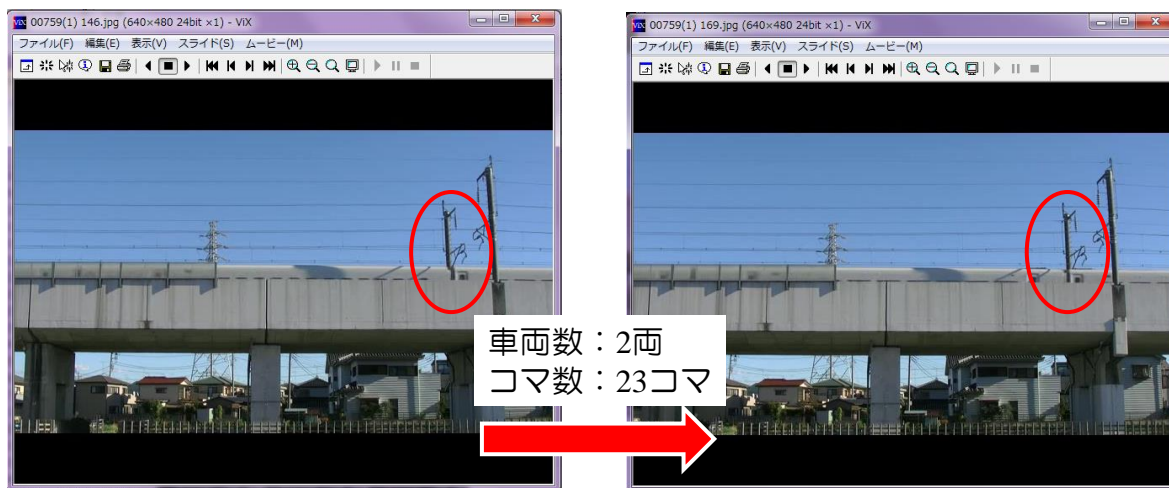 00759(1) 146.jpg (640×480 24bit ×1) - ViX
ファイル(F) 編集(E) 表示(V) スライド(S) ムービー(M)
00759(1) 169.jpg (640×480 24bit ×1) - ViX
ファイル(F) 編集(E) 表示(V) スライド(S) ムービー(M)
車両数：2両
コマ数：23コマ